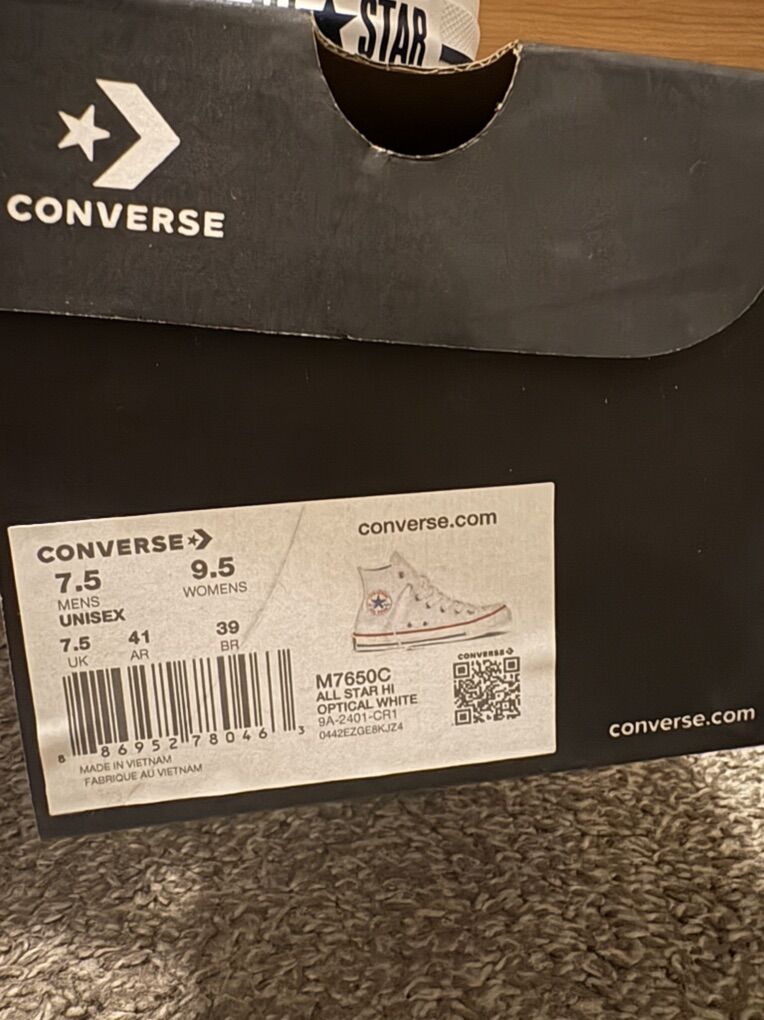 STAR
CONVERSE
CONVERSE
converse.com
7.5 9.5
MENS WOMENS
UNISEX
7.5 41 39
UK AR BR
8 86952 78046 3
MADE IN VIETNAM
FABRIQUE AU VIETNAM
M7650C
ALL STAR HI
OPTICAL WHITE
9A-2401-CR1
0442EZGE8KJZ4
CONVERSE
converse.com